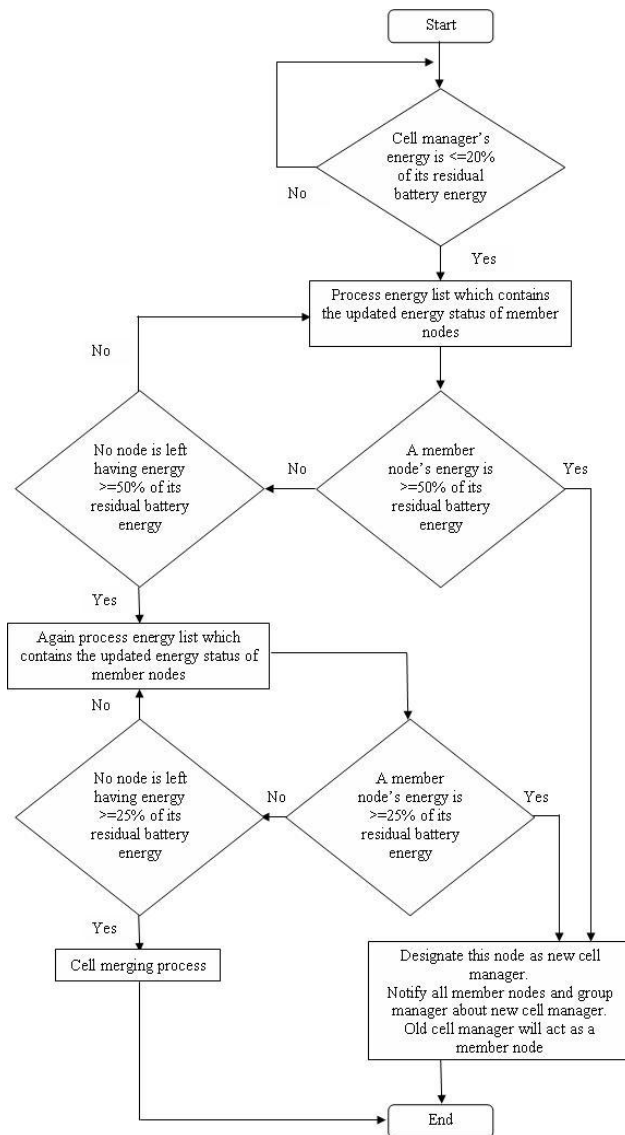 Start
Cell manager's
energy is <=20%
of its residual
battery energy
No
Yes
Process energy list which contains
the updated energy status of member
nodes
No
No node is left
having energy
>=50% of its
residual battery
energy
No
A member
node's energy is
>=50% of its
residual battery
energy
Yes
Yes
Again process energy list which
contains the updated energy status of
member nodes
No
No node is left
having energy
>=25% of its
residual battery
energy
No
A member
node's energy is
>=25% of its
residual battery
energy
Yes
Yes
Cell merging process
Designate this node as new cell
manager.
Notify all member nodes and group
manager about new cell manager.
Old cell manager will act as a
member node
End